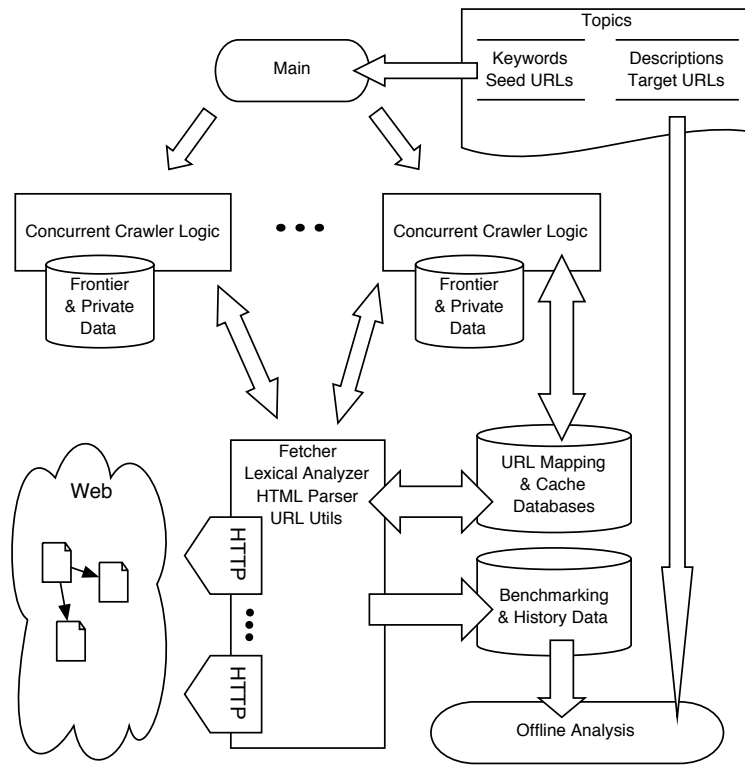 Topics
Keywords
Seed URLs
Descriptions
Target URLs
Main
Concurrent Crawler Logic
Concurrent Crawler Logic
Frontier
& Private
Data
Frontier
& Private
Data
Fetcher
Lexical Analyzer
HTML Parser
URL Utils
URL Mapping
& Cache
Databases
Web
HTTP
HTTP
Benchmarking
& History Data
Offline Analysis